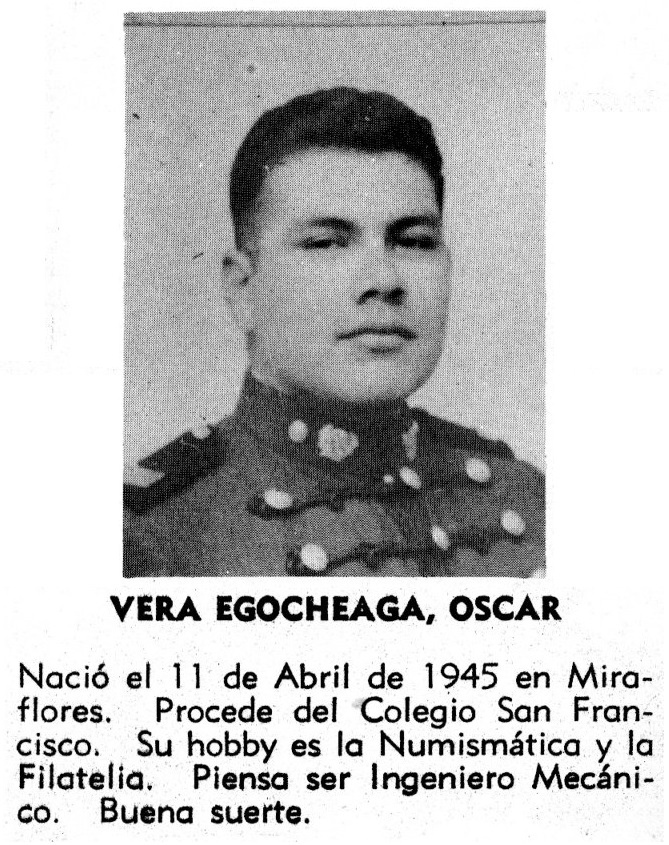 VERA EGOCHEAGA, OSCAR
Nació el 11 de Abril de 1945 en Mira-
flores. Procede del Colegio San Fran-
cisco. Su hobby es la Numismática y la
Filatelia. Piensa ser Ingeniero Mecáni-
co. Buena suerte.